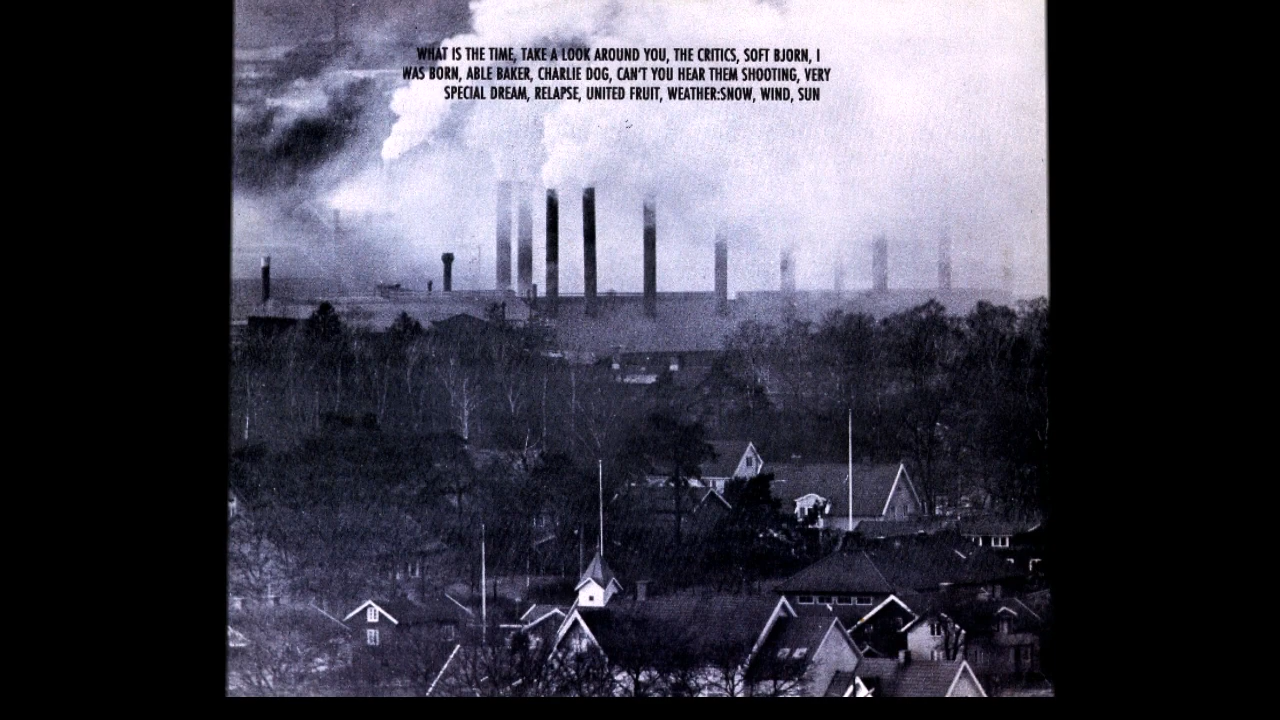 WHAT IS THE TIME, TAKE A LOOK AROUND YOU, THE CRITICS, SOFT BJORN, I
WAS BORN, ABLE BAKER, CHARLIE DOG, CAN'T YOU HEAR THEM SHOOTING, VERY
SPECIAL DREAM, RELAPSE, UNITED FRUIT, WEATHER:SNOW, WIND, SUN